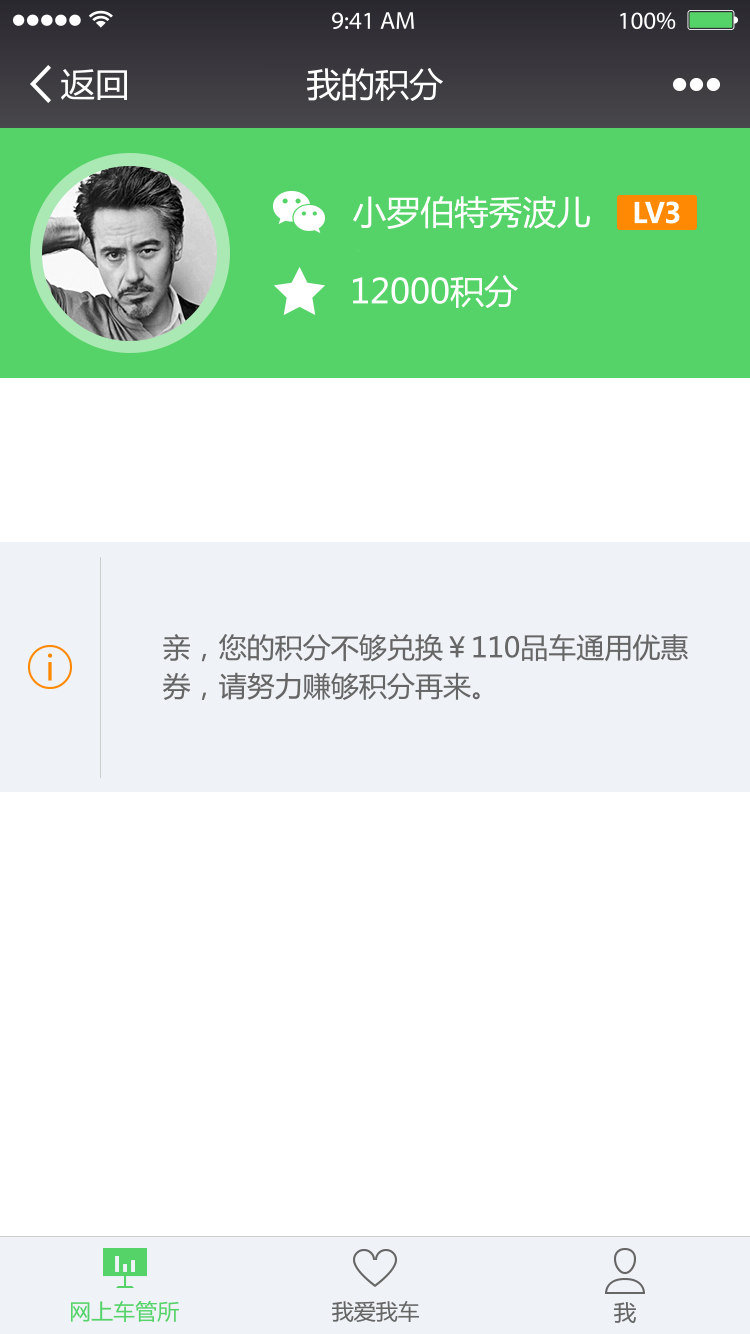 9:41 AM
100%
返回
我的积分
小罗伯特秀波儿
LV3
12000积分
亲，您的积分不够兑换￥110品车通用优惠
券，请努力赚够积分再来。
网上车管所
我爱我车
我